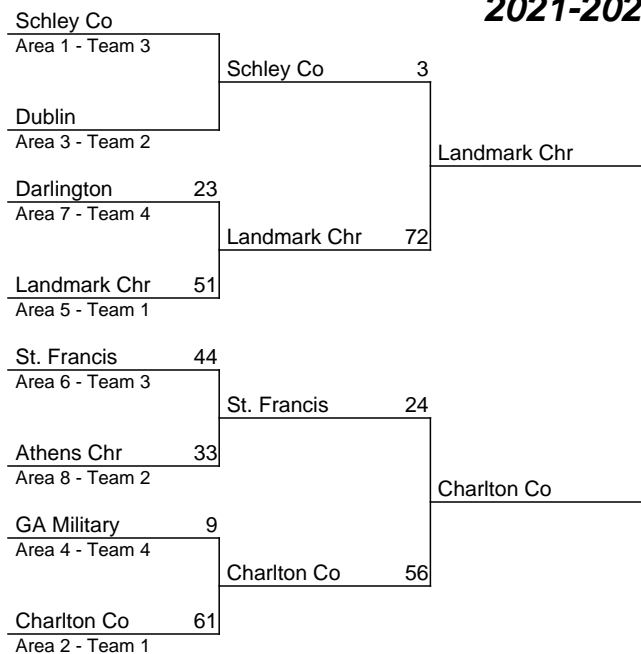 2021-202
Schley Co
Area 1 - Team 3
Schley Co 3
Dublin
Area 3 - Team 2
Landmark Chr
Darlington 23
Area 7 - Team 4
Landmark Chr 72
Landmark Chr 51
Area 5 - Team 1
St. Francis 44
Area 6 - Team 3
St. Francis 24
Athens Chr 33
Area 8 - Team 2
Charlton Co
GA Military 9
Area 4 - Team 4
Charlton Co 56
Charlton Co 61
Area 2 - Team 1